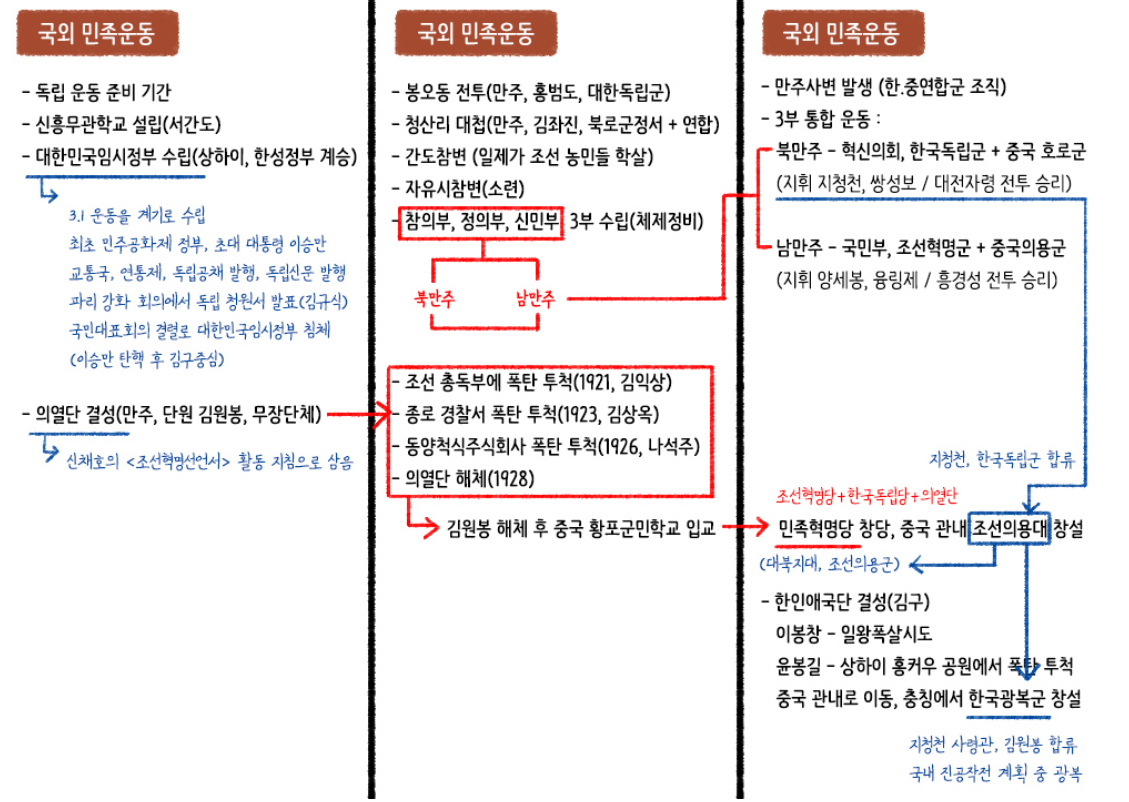 국외 민족운동
- 독립 운동 준비 기간
- 신흥무관학교 설립(서간도)
- 대한민국임시정부 수립(상하이, 한성정부 계승)
3.1 운동을 계기로 수립
최초 민주공화제 정부, 초대 대통령 이승만
교통국, 연통제, 독립공채 발행, 독립신문 발행
파리 강화 회의에서 독립 청원서 발표(김규식)
국민대표회의 결렬로 대한민국임시정부 침체
(이승만 탄핵 후 김구중심)
- 의열단 결성(만주, 단원 김원봉, 무장단체)
신채호의 <조선혁명선언서> 활동 지침으로 삼음
국외 민족운동
- 봉오동 전투(만주, 홍범도, 대한독립군)
- 청산리 대첩(만주, 김좌진, 북로군정서 + 연합)
- 간도참변 (일제가 조선 농민들 학살)
- 자유시참변(소련)
- 참의부, 정의부, 신민부 3부 수립(체제정비)
북만주 남만주
- 조선 총독부에 폭탄 투척(1921, 김익상)
- 종로 경찰서 폭탄 투척(1923, 김상옥)
- 동양척식주식회사 폭탄 투척(1926, 나석주)
- 의열단 해체(1928)
김원봉 해체 후 중국 황포군민학교 입교
국외 민족운동
- 만주사변 발생 (한.중연합군 조직)
- 3부 통합 운동 :
북만주 - 혁신의회, 한국독립군 + 중국 호로군
(지휘 지청천, 쌍성보 / 대전자령 전투 승리)
남만주 - 국민부, 조선혁명군 + 중국의용군
(지휘 양세봉, 융링제 / 흥경성 전투 승리)
지청천, 한국독립군 합류
조선혁명당+한국독립당+의열단
민족혁명당 창당, 중국 관내 조선의용대 창설
(대북지대, 조선의용군)
- 한인애국단 결성(김구)
이봉창 - 일왕폭살시도
윤봉길 - 상하이 홍커우 공원에서 폭탄 투척
중국 관내로 이동, 충칭에서 한국광복군 창설
지청천 사령관, 김원봉 합류
국내 진공작전 계획 중 광복